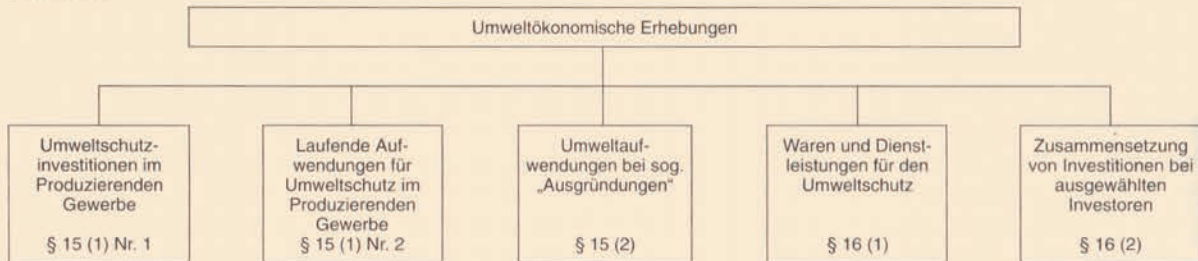 Umweltökonomische Erhebungen
Umweltschutz-
investitionen im
Produzierenden
Gewerbe
§ 15 (1) Nr. 1
Laufende Auf-
wendungen für
Umweltschutz im
Produzierenden
Gewerbe
§ 15 (1) Nr. 2
Umweltauf-
wendungen bei sog.
„Ausgründungen“
§ 15 (2)
Waren und Dienst-
leistungen für den
Umweltschutz
§ 16 (1)
Zusammensetzung
von Investitionen bei
ausgewählten
Investoren
§ 16 (2)